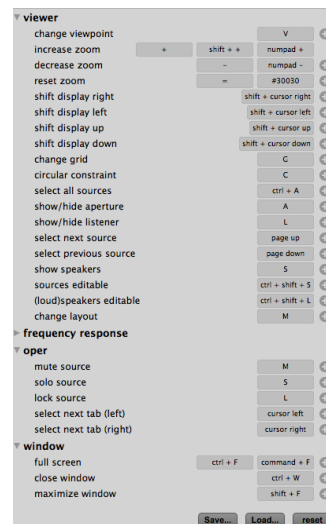 viewer
change viewpoint V
increase zoom + shift + + numpad +
decrease zoom - numpad -
reset zoom = #30030
shift display right shift + cursor right
shift display left shift + cursor left
shift display up shift + cursor up
shift display down shift + cursor down
change grid G
circular constraint C
select all sources ctrl + A
show/hide aperture A
show/hide listener L
select next source page up
select previous source page down
show speakers S
sources editable ctrl + shift + S
(loud)speakers editable ctrl + shift + L
change layout M
frequency response
oper
mute source M
solo source S
lock source L
select next tab (left) cursor left
select next tab (right) cursor right
window
full screen ctrl + F command + F
close window ctrl + W
maximize window shift + F
Save... Load... reset